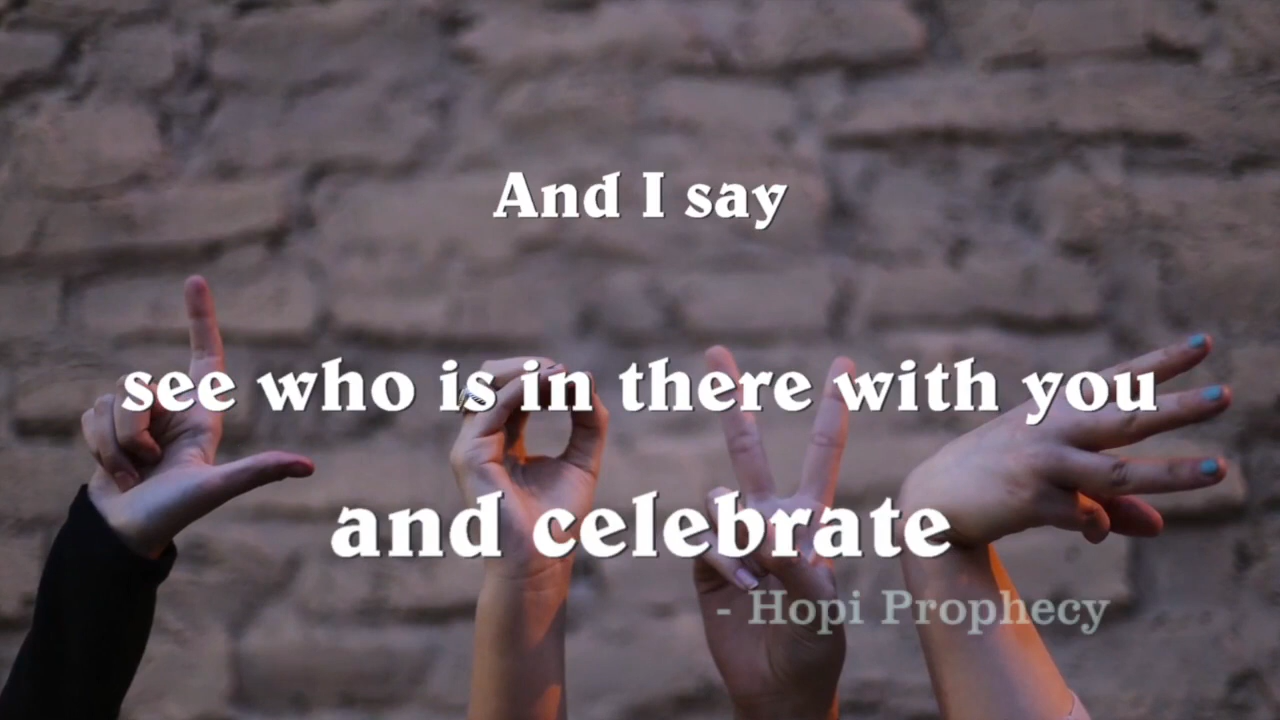 And I say
see who is in there with you
and celebrate
- Hopi Prophecy